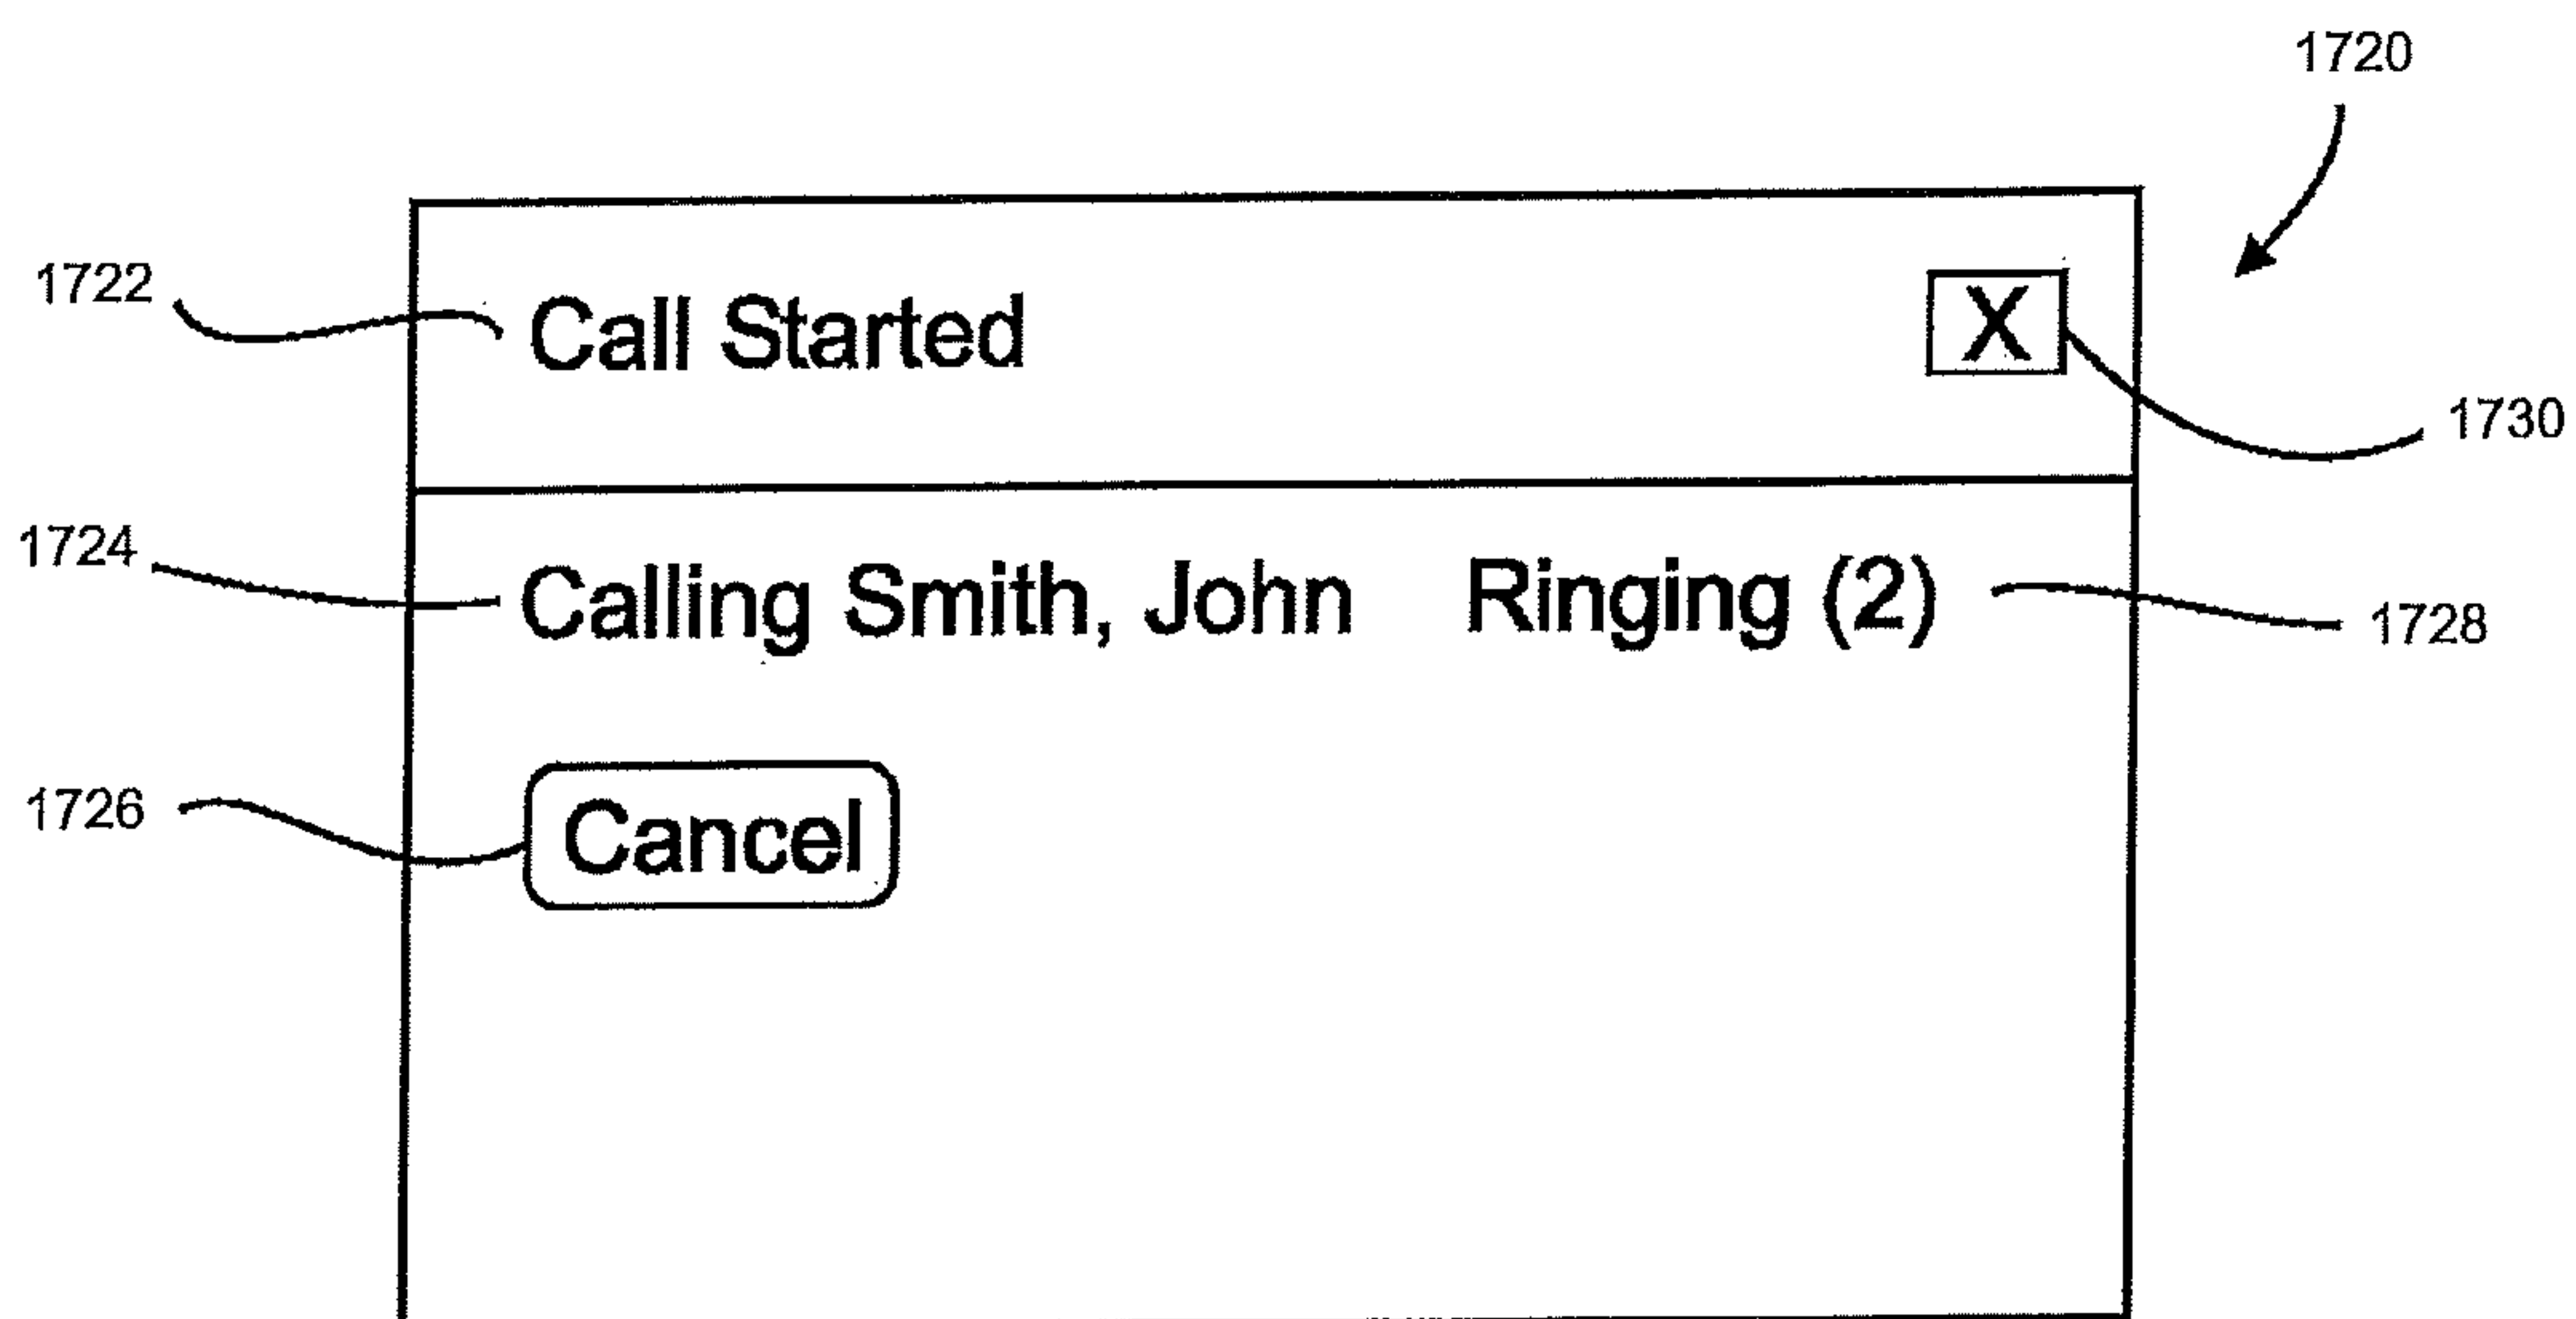 1720
1722
Call Started
X
1730
1724
Calling Smith, John Ringing (2)
1728
1726
Cancel